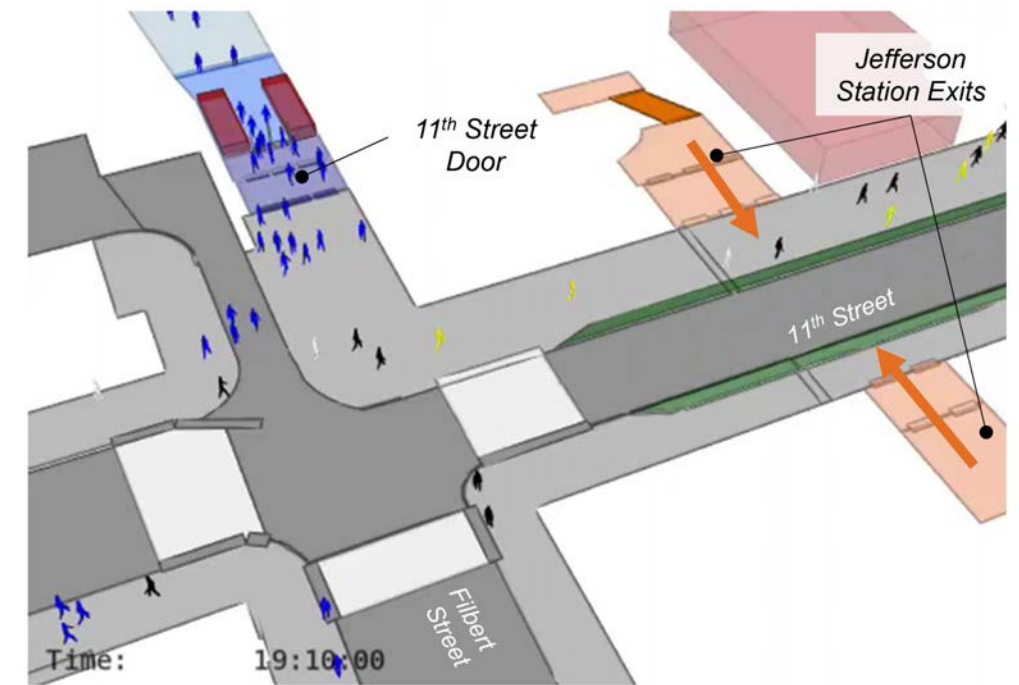 Jefferson
Station Exits
11th Street
Door
11th Street
Filbert
Street
Time: 19:10:00